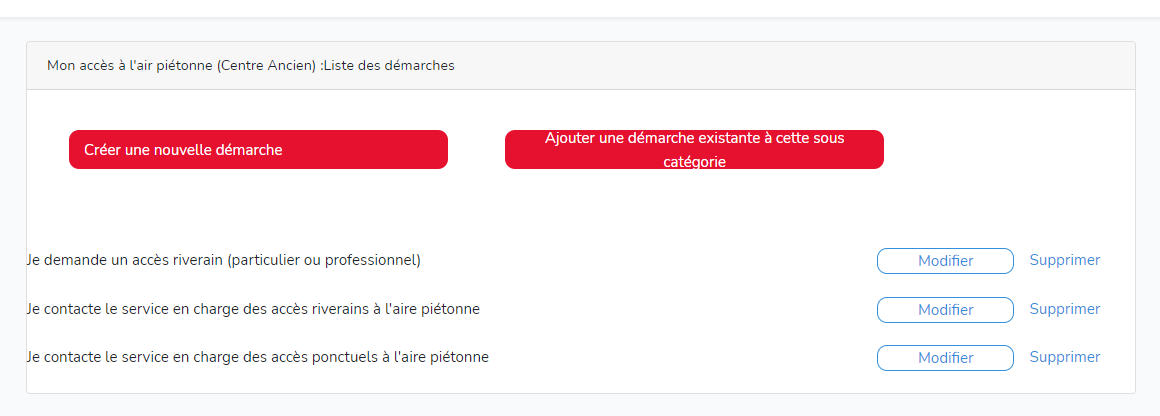 Mon accès à l'air piétonne (Centre Ancien) :Liste des démarches
Créer une nouvelle démarche
Ajouter une démarche existante à cette sous
catégorie
Je demande un accès riverain (particulier ou professionnel)
Modifier
Supprimer
Je contacte le service en charge des accès riverains à l'aire piétonne
Modifier
Supprimer
Je contacte le service en charge des accès ponctuels à l'aire piétonne
Modifier
Supprimer